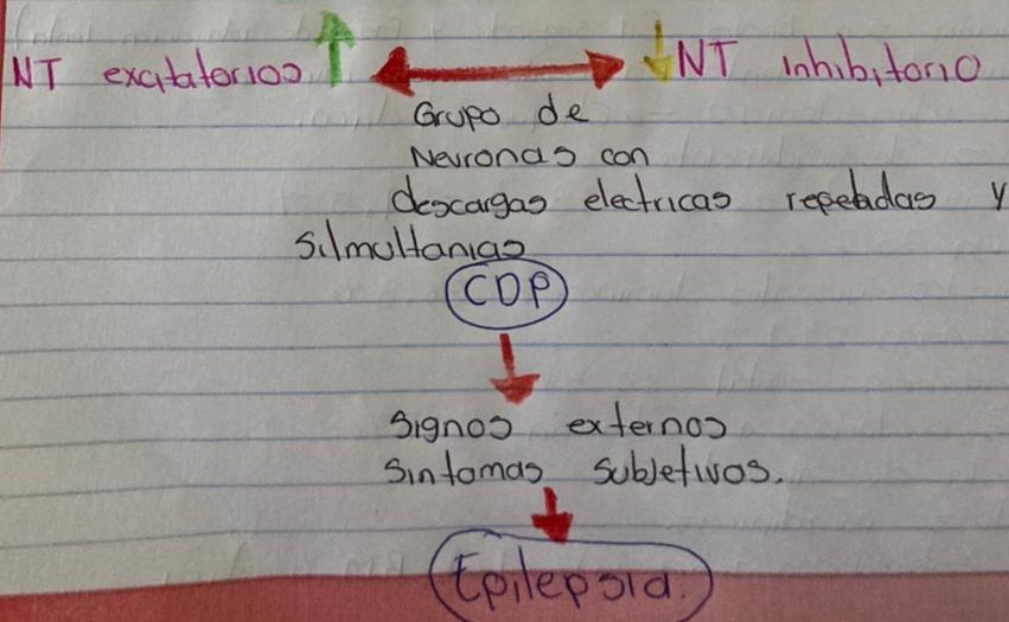 NT excitatorios ↑ ↔ ↓ NT inhibitorio
Grupo de
Neuronas con
descargas electricas repetidas y
Silmultanias
CDP
Signos externos
Sintomas subjetivos.
Epilepsia.